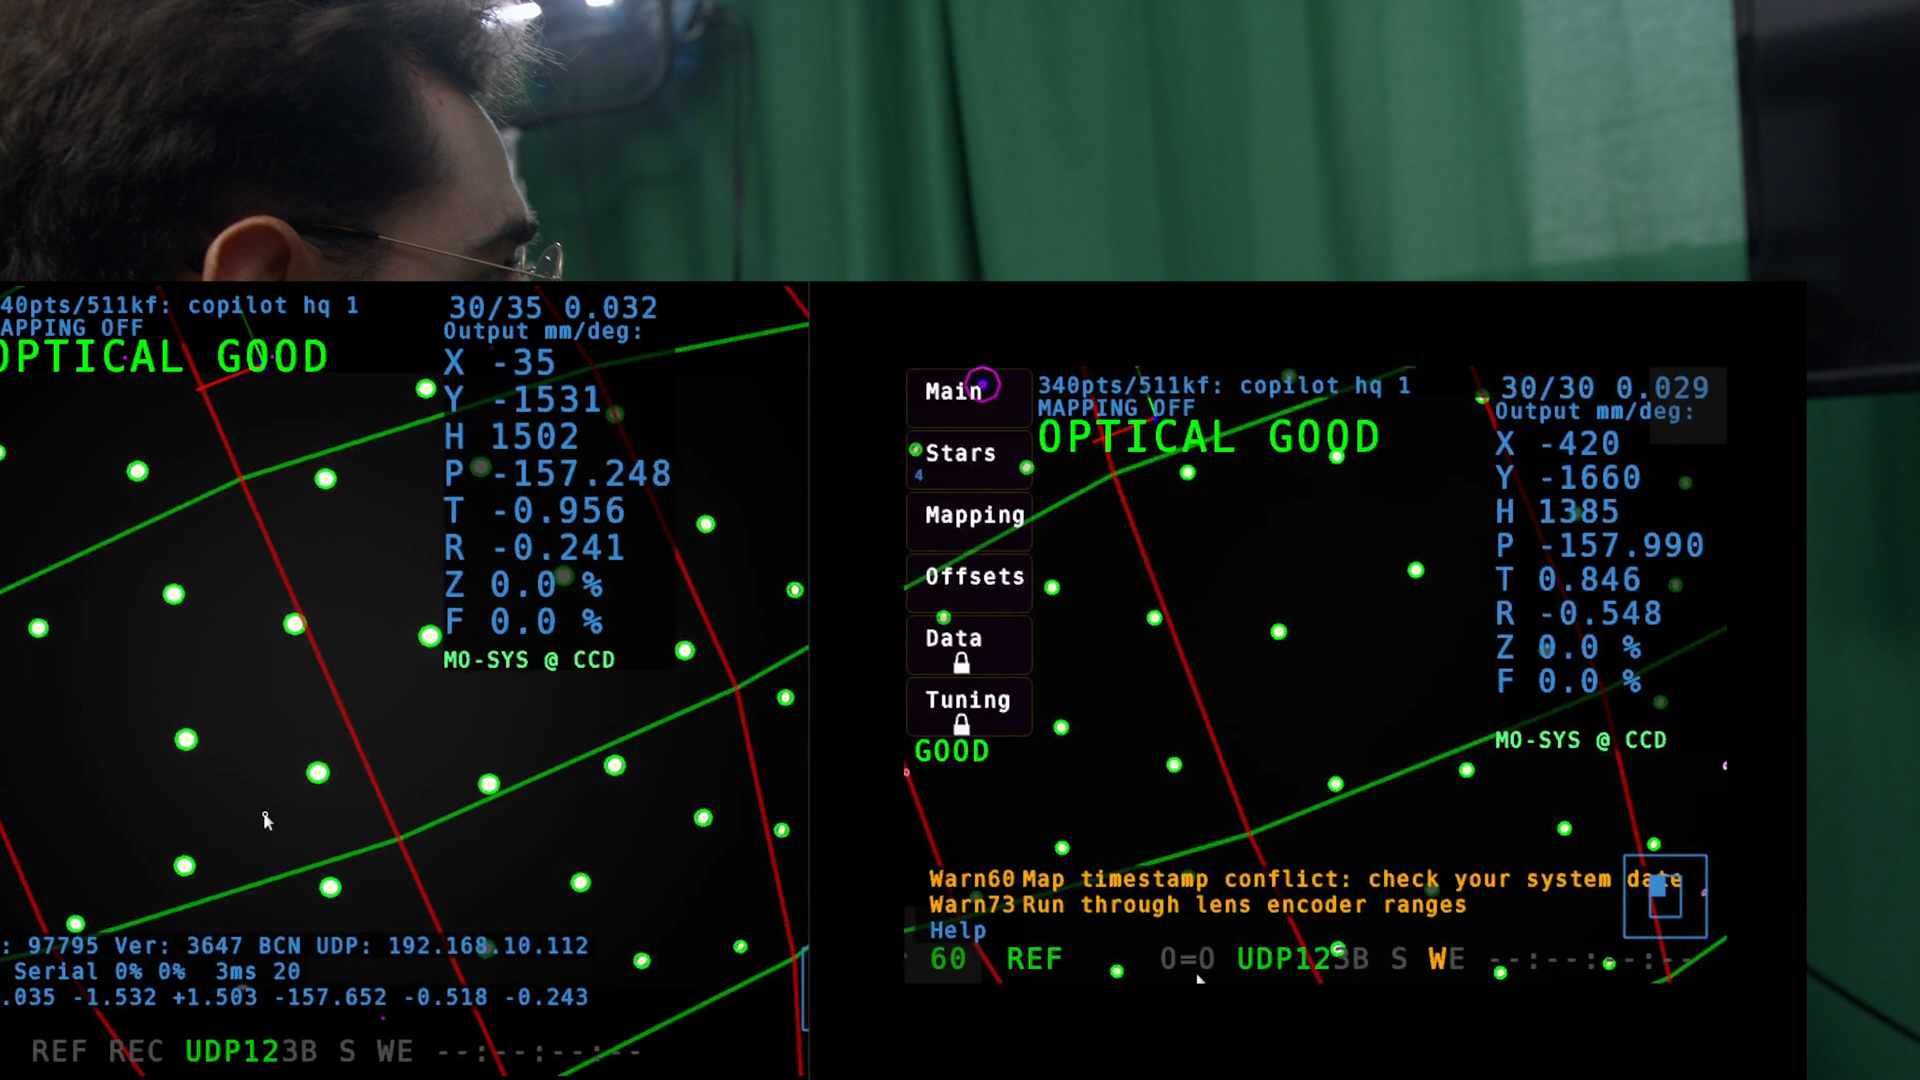 40pts/511kf: copilot hq 1
APPING OFF
OPTICAL GOOD
30/35 0.032
Output mm/deg:
X -35
Y -1531
H 1502
P -157.248
T -0.956
R -0.241
Z 0.0 %
F 0.0 %
MO-SYS @ CCD
: 97795 Ver: 3647 BCN UDP: 192.168.10.112
Serial 0% 0% 3ms 20
.035 -1.532 +1.503 -157.652 -0.518 -0.243
REF REC UDP123B S WE --:--:--:--
Main
Stars
4
Mapping
Offsets
Data
Tuning
GOOD
340pts/511kf: copilot hq 1
MAPPING OFF
OPTICAL GOOD
30/30 0.029
Output mm/deg:
X -420
Y -1660
H 1385
P -157.990
T 0.846
R -0.548
Z 0.0 %
F 0.0 %
MO-SYS @ CCD
Warn60 Map timestamp conflict: check your system date
Warn73 Run through lens encoder ranges
Help
60 REF O=O UDP123B S WE --:--:--:--